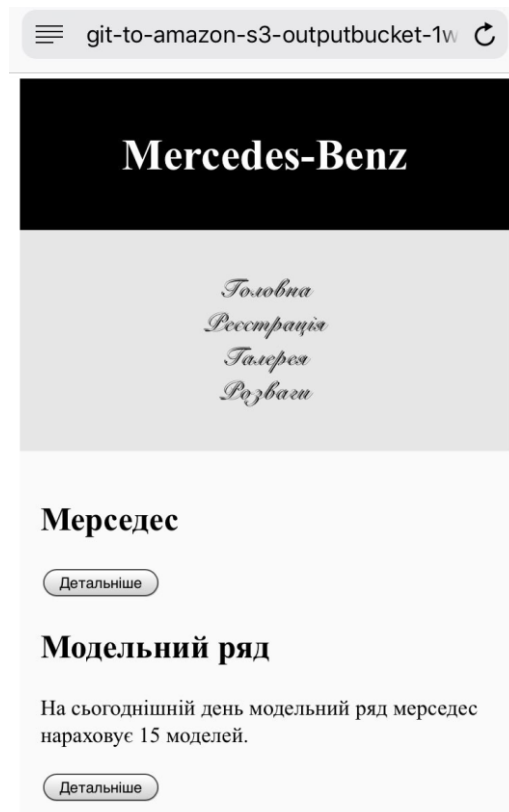 git-to-amazon-s3-outputbucket-1w
Mercedes-Benz
Головна
Реєстрація
Галерея
Розваги
Мерседес
Детальніше
Модельний ряд
На сьогоднішній день модельний ряд мерседес
нараховує 15 моделей.
Детальніше